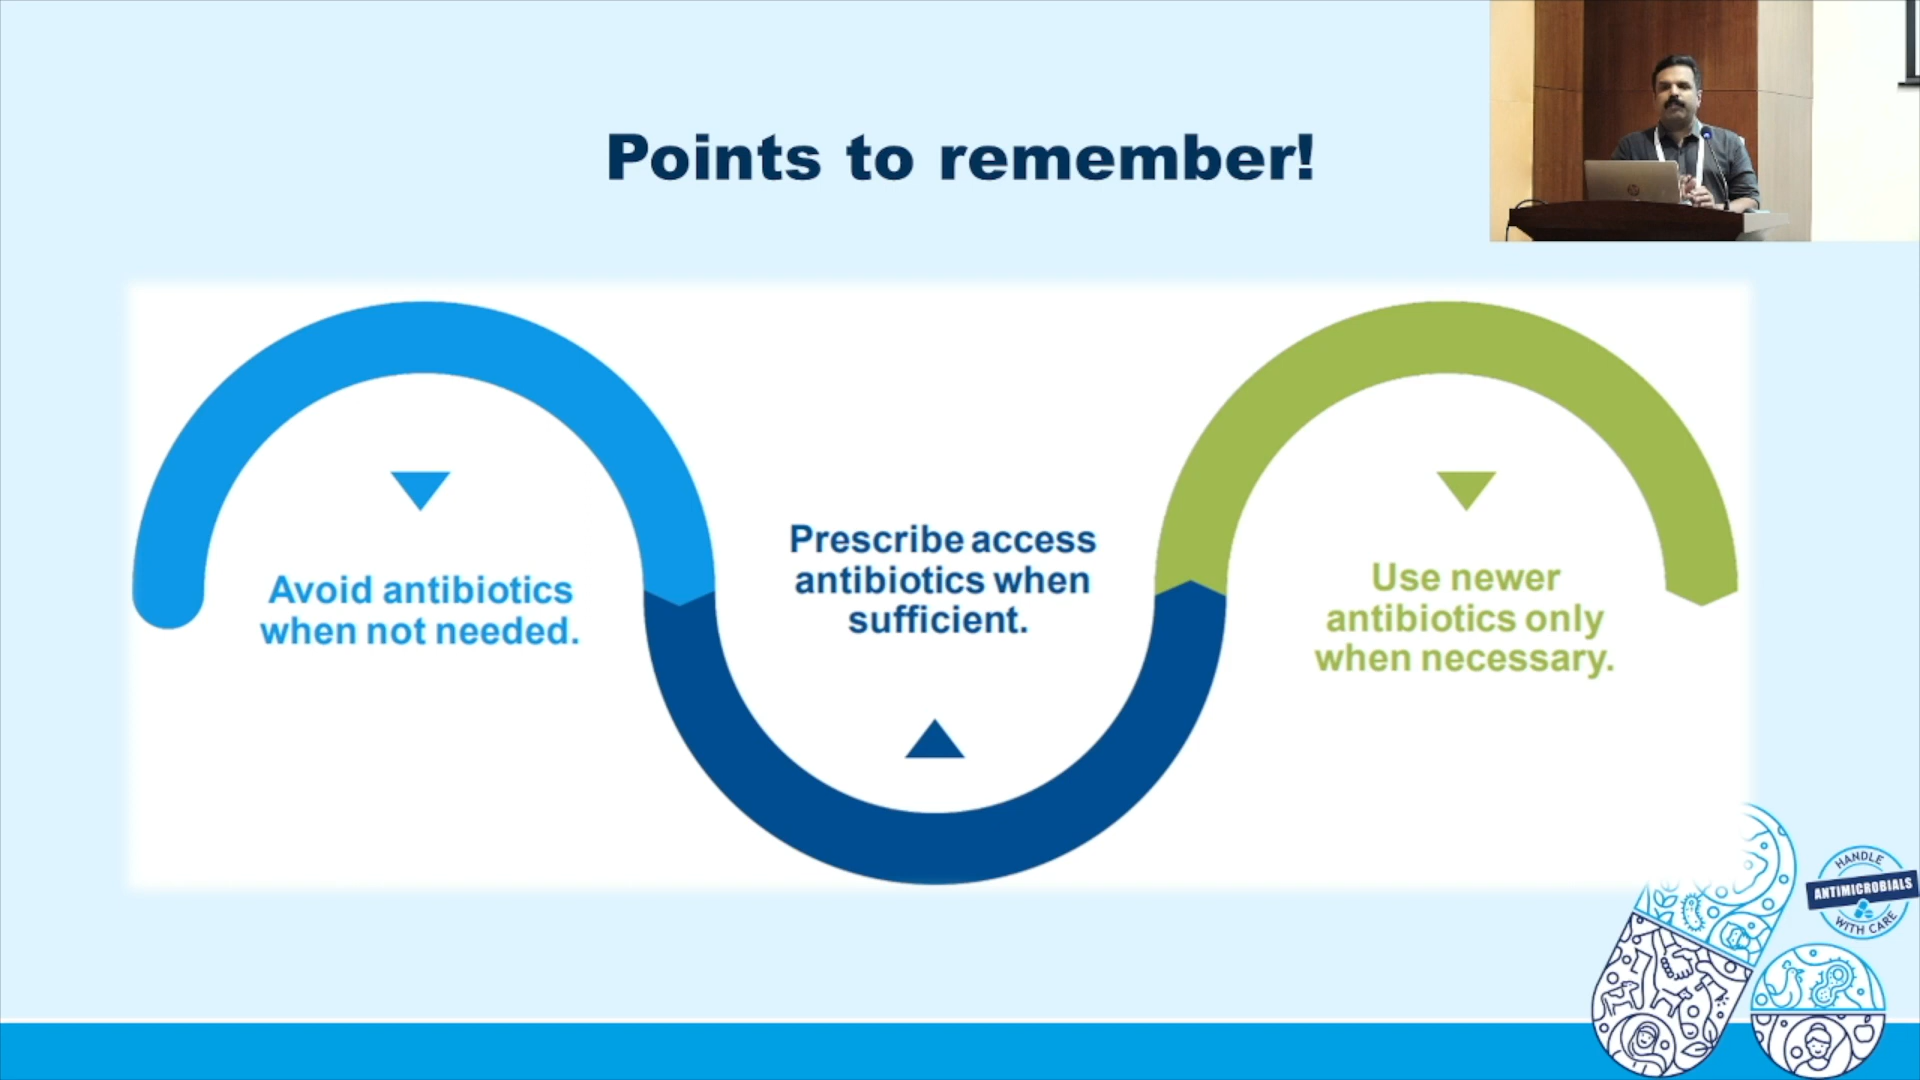 Points to remember!
Avoid antibiotics
when not needed.
Prescribe access
antibiotics when
sufficient.
Use newer
antibiotics only
when necessary.
HANDLE
ANTIMICROBIALS
WITH CARE